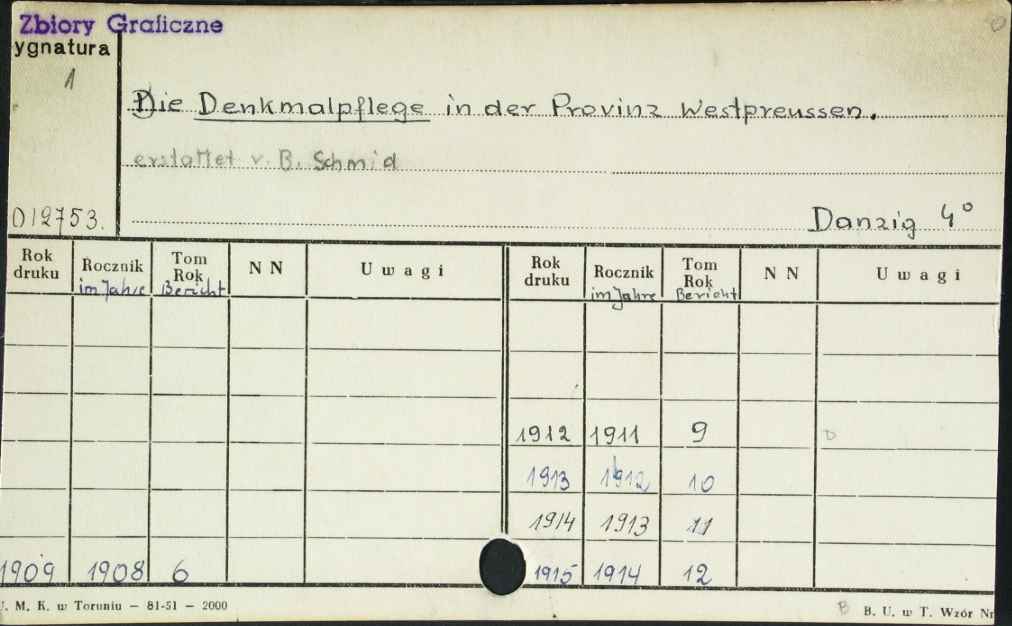 Zbiory Graficzne
ygnatura
1
Die Denkmalpflege in der Provinz Westpreussen.
erstattet v. B. Schmid
012753.
Danzig 4°
Rok druku Rocznik im Jahre Tom Rok Bericht N N Uwagi Rok druku Rocznik im Jahre Tom Rok Bericht N N Uwagi
1912 1911 9
1913 1912 10
1914 1913 11
1909 1908 6 1915 1914 12
. M. K. w Toruniu — 81-51 — 2000
B B. U. w T. Wzór Nr